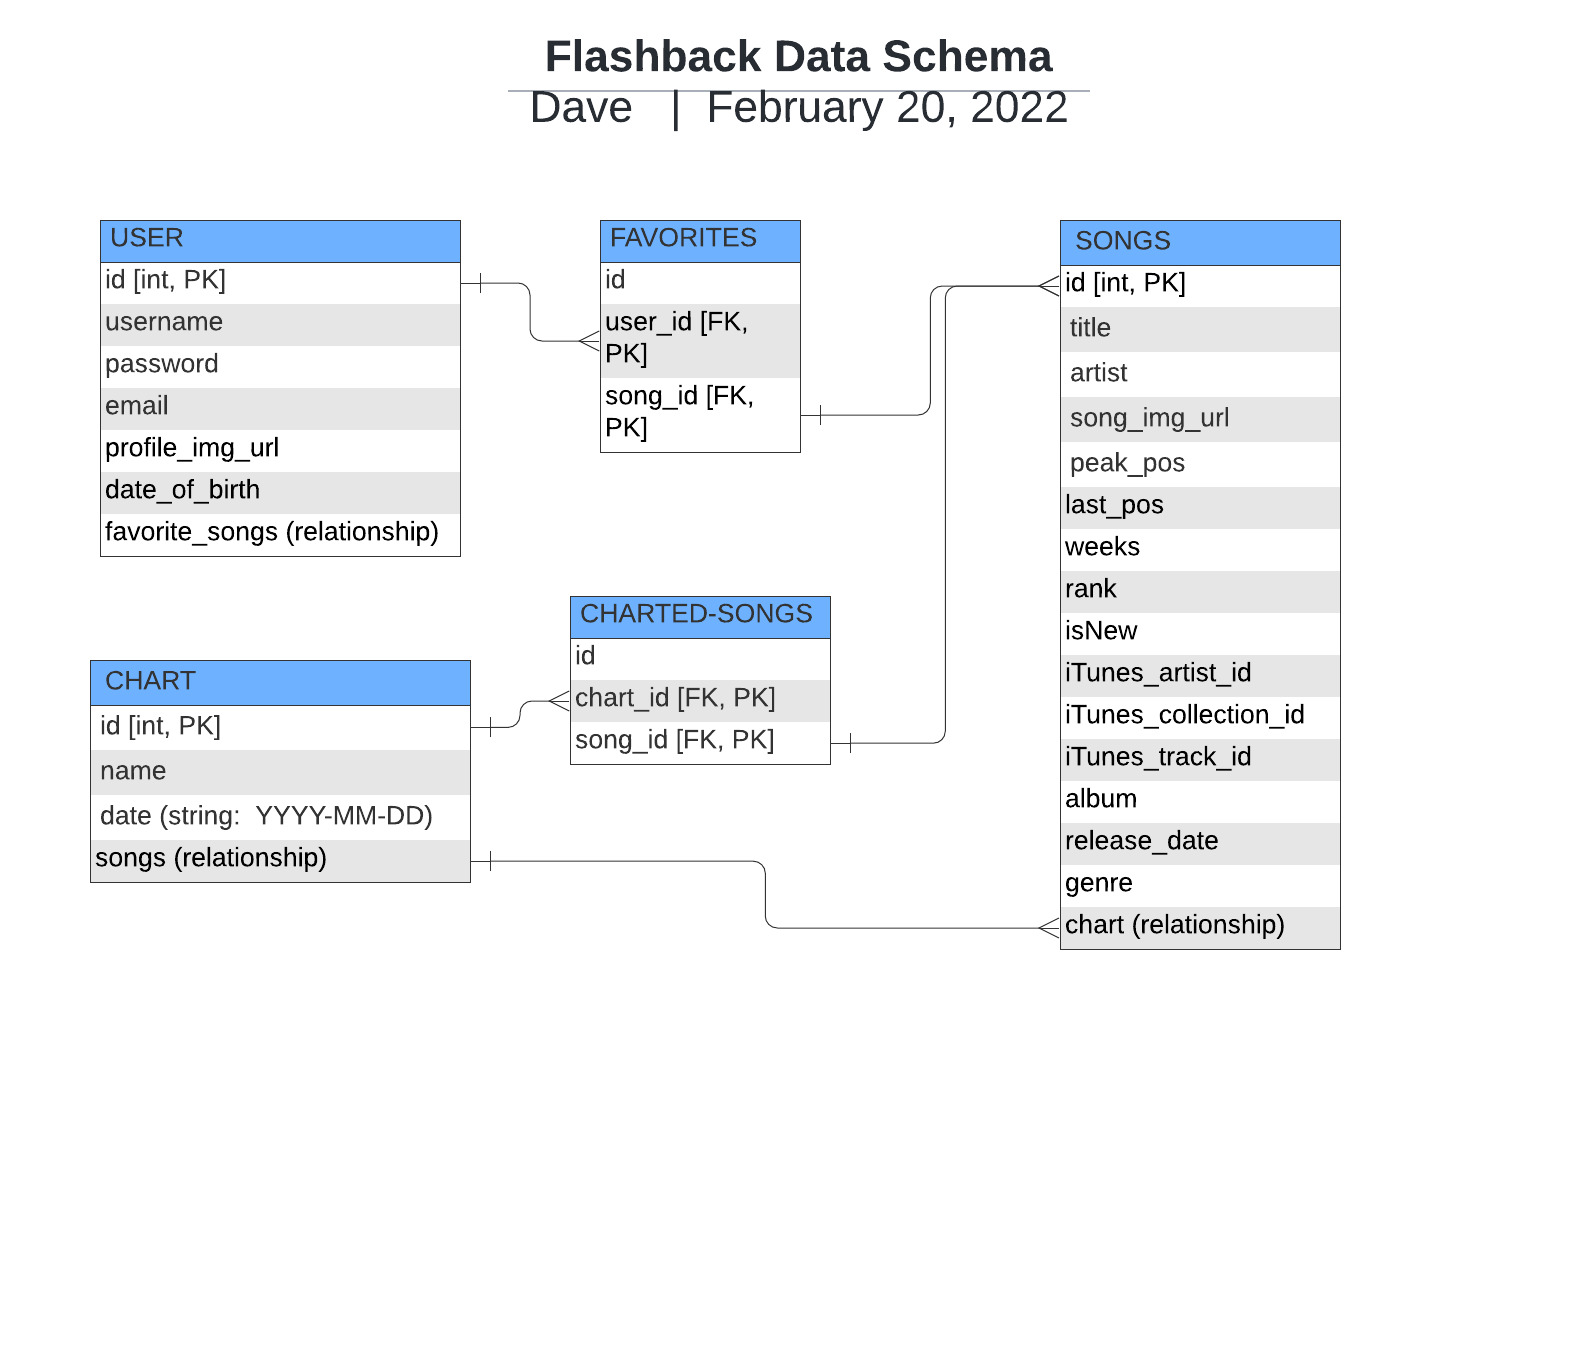 Flashback Data Schema
Dave | February 20, 2022
USER
id [int, PK]
username
password
email
profile_img_url
date_of_birth
favorite_songs (relationship)
FAVORITES
id
user_id [FK,
PK]
song_id [FK,
PK]
SONGS
id [int, PK]
title
artist
song_img_url
peak_pos
last_pos
weeks
rank
isNew
iTunes_artist_id
iTunes_collection_id
iTunes_track_id
album
release_date
genre
chart (relationship)
CHARTED-SONGS
id
chart_id [FK, PK]
song_id [FK, PK]
CHART
id [int, PK]
name
date (string:  YYYY-MM-DD)
songs (relationship)